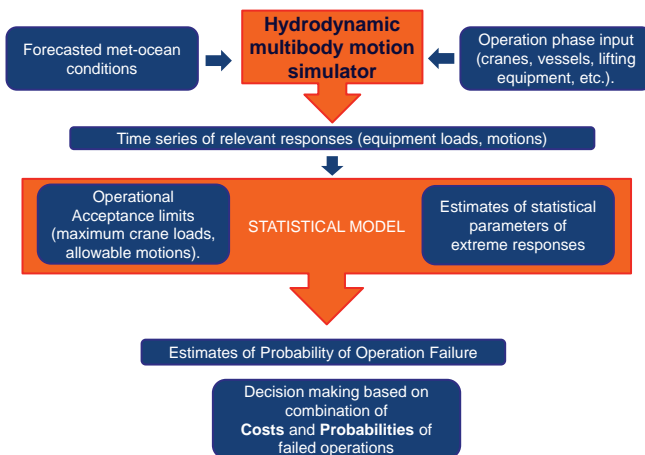 Forecasted met-ocean
conditions
Hydrodynamic
multibody motion
simulator
Operation phase input
(cranes, vessels, lifting
equipment, etc.).
Time series of relevant responses (equipment loads, motions)
Operational
Acceptance limits
(maximum crane loads,
allowable motions).
STATISTICAL MODEL
Estimates of statistical
parameters of
extreme responses
Estimates of Probability of Operation Failure
Decision making based on
combination of
Costs and Probabilities of
failed operations